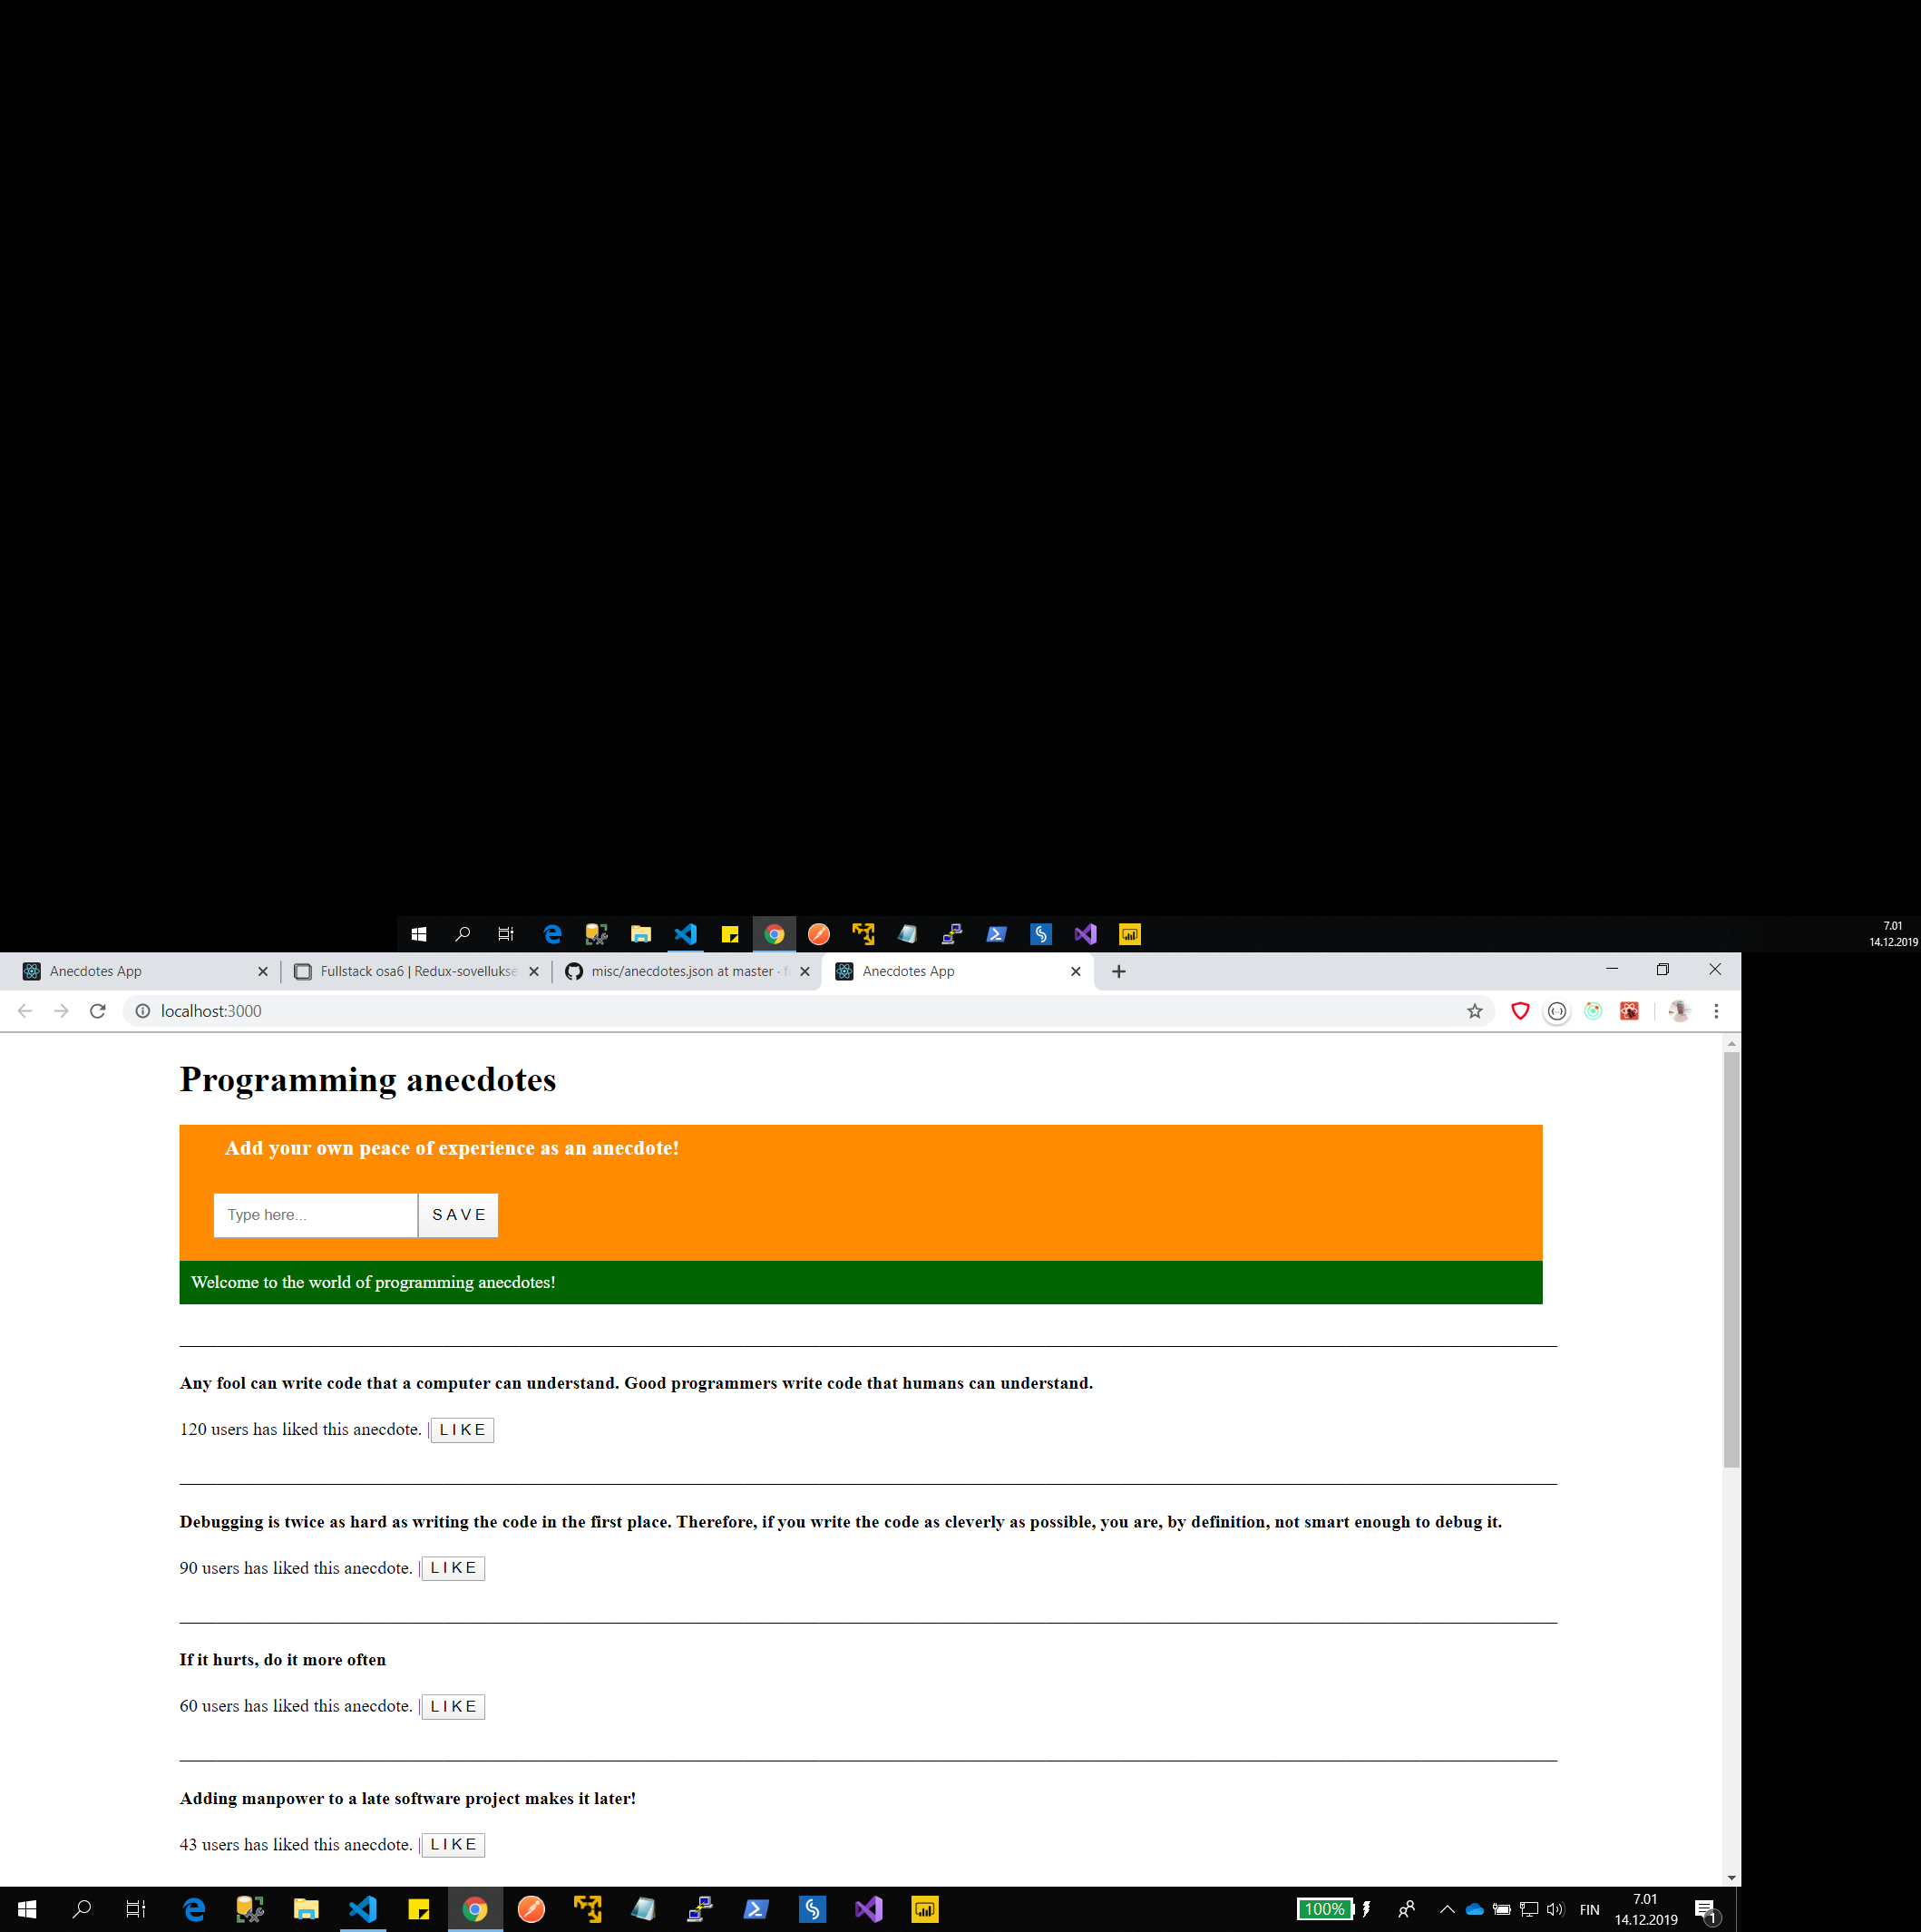 7.01
14.12.2019
Anecdotes App
Fullstack osa6 | Redux-sovellukse
misc/anecdotes.json at master · f
Anecdotes App
localhost:3000
Programming anecdotes
Add your own peace of experience as an anecdote!
Type here...
SAVE
Welcome to the world of programming anecdotes!
Any fool can write code that a computer can understand. Good programmers write code that humans can understand.
120 users has liked this anecdote. | LIKE
Debugging is twice as hard as writing the code in the first place. Therefore, if you write the code as cleverly as possible, you are, by definition, not smart enough to debug it.
90 users has liked this anecdote. | LIKE
If it hurts, do it more often
60 users has liked this anecdote. | LIKE
Adding manpower to a late software project makes it later!
43 users has liked this anecdote. | LIKE
100%
FIN
7.01
14.12.2019
1